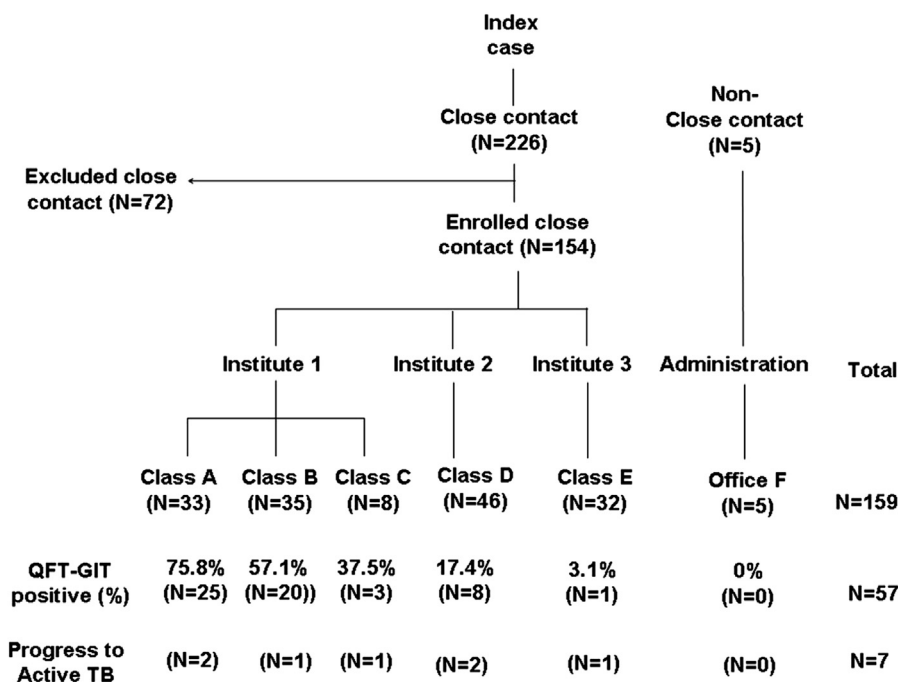 Index
case
Close contact
(N=226)
Non-
Close contact
(N=5)
Excluded close
contact (N=72)
Enrolled close
contact (N=154)
Institute 1 Institute 2 Institute 3 Administration Total
Class A Class B Class C Class D Class E Office F
(N=33) (N=35) (N=8) (N=46) (N=32) (N=5) N=159
QFT-GIT 75.8% 57.1% 37.5% 17.4% 3.1% 0%
positive (%) (N=25) (N=20)) (N=3) (N=8) (N=1) (N=0) N=57
Progress to
Active TB (N=2) (N=1) (N=1) (N=2) (N=1) (N=0) N=7